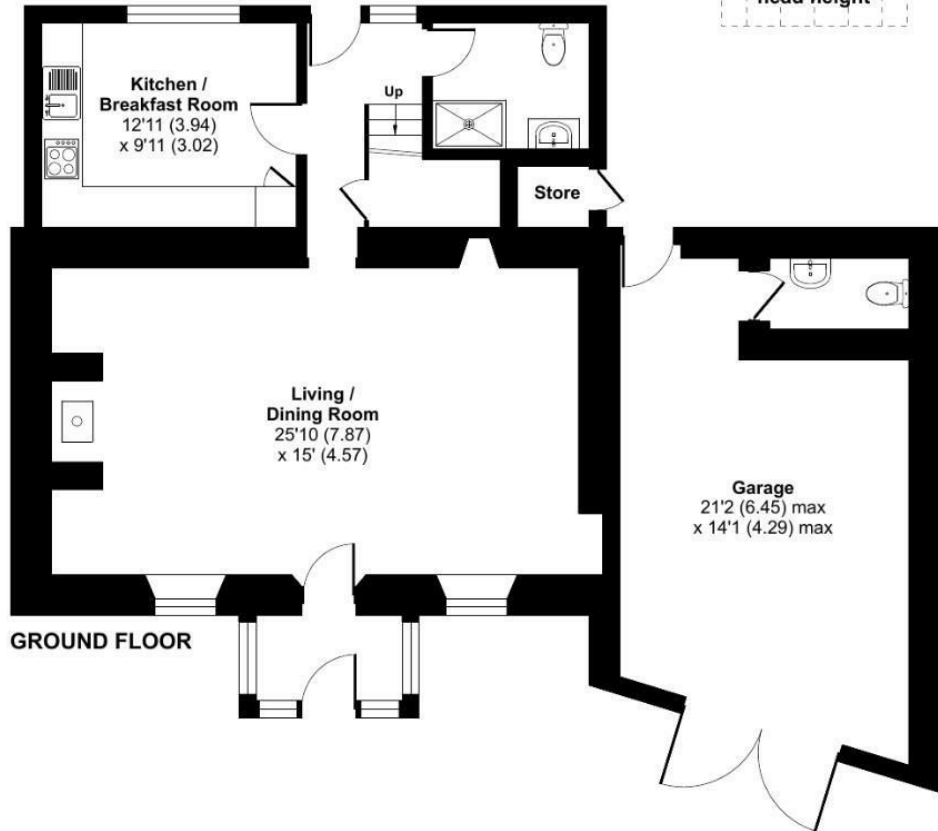 head height
Kitchen /
Breakfast Room
12'11 (3.94)
x 9'11 (3.02)
Up
Store
Living /
Dining Room
25'10 (7.87)
x 15' (4.57)
Garage
21'2 (6.45) max
x 14'1 (4.29) max
GROUND FLOOR